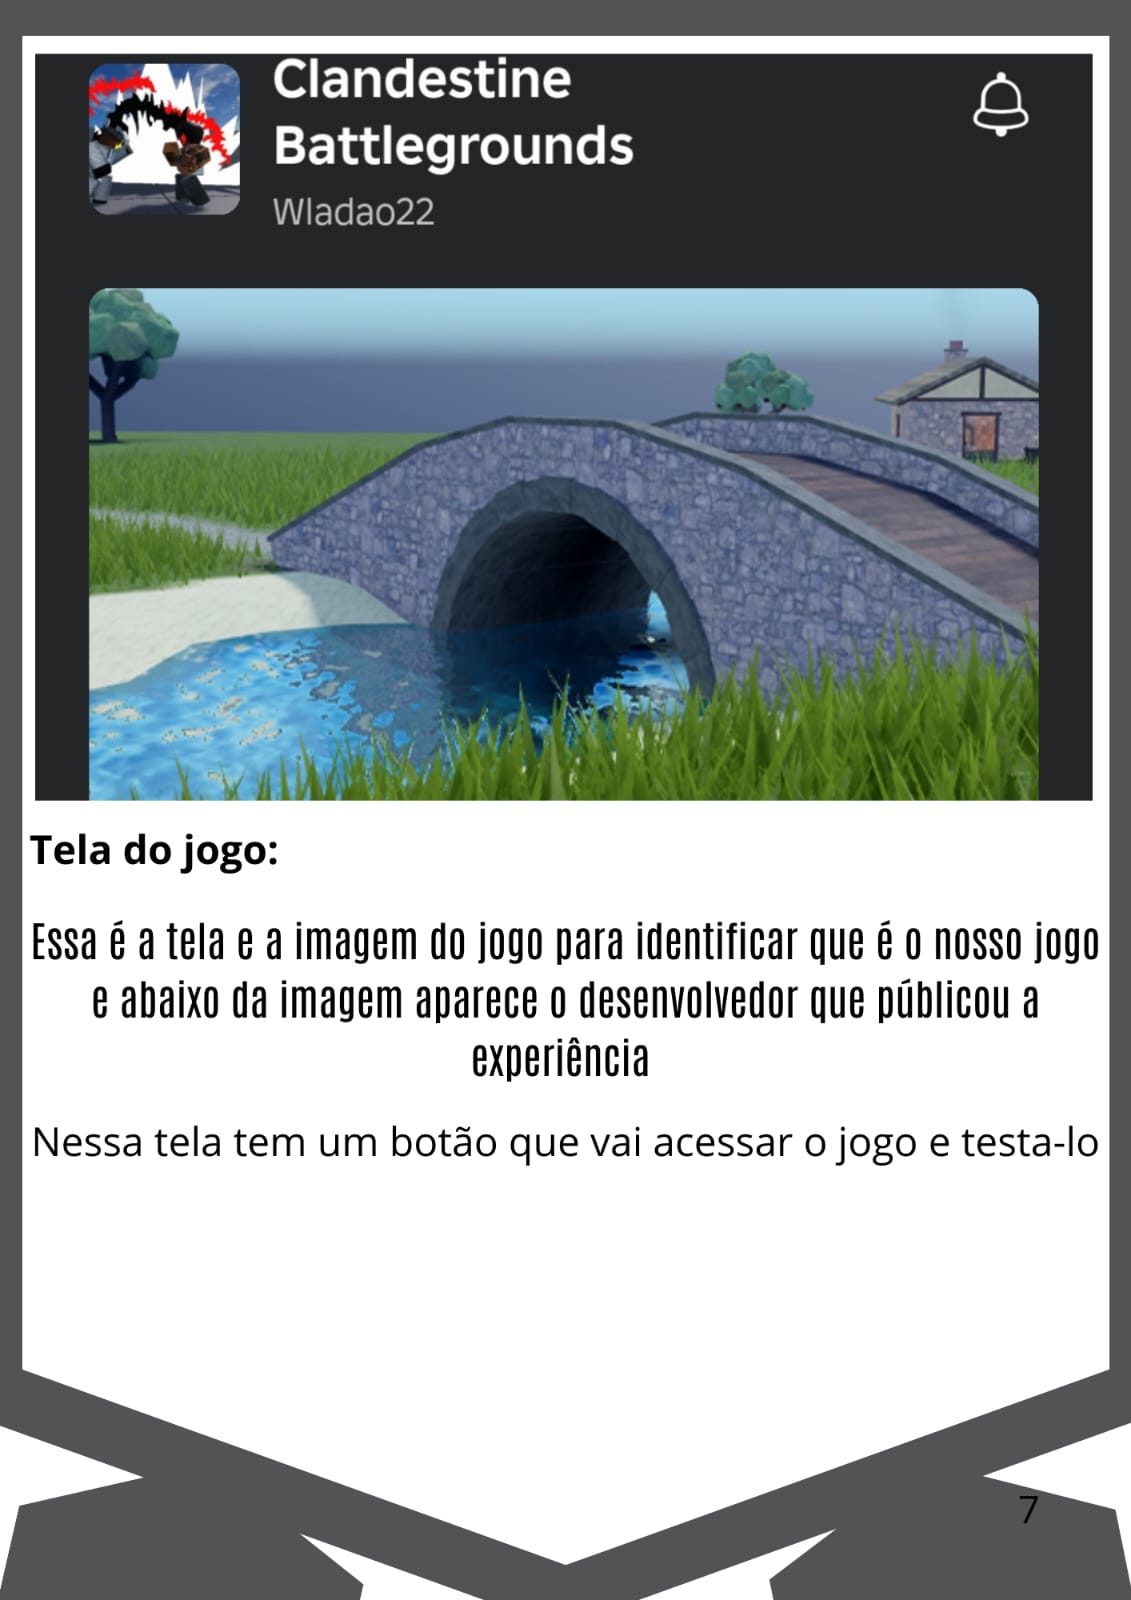 Clandestine
Battlegrounds
Wladao22
Tela do jogo:
Essa é a tela e a imagem do jogo para identificar que é o nosso jogo
e abaixo da imagem aparece o desenvolvedor que públicou a
experiência
Nessa tela tem um botão que vai acessar o jogo e testa-lo
7